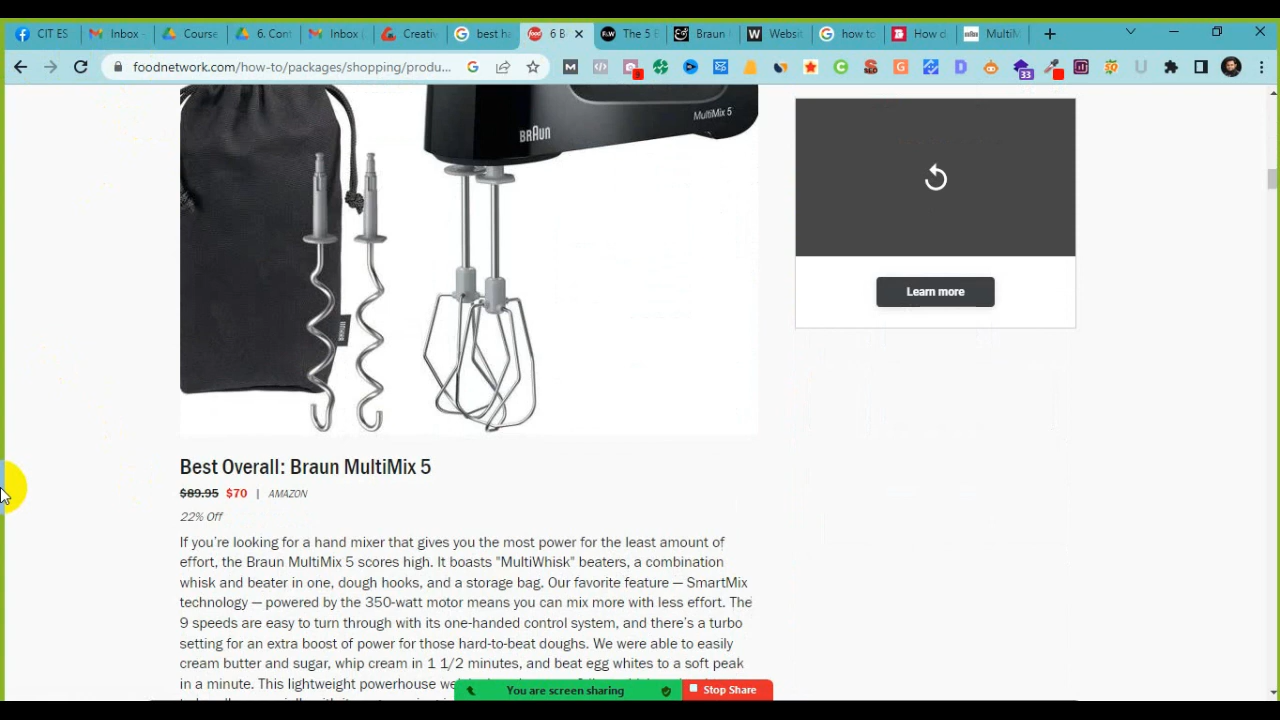 CIT ES
Inbox
Course
6. Cont
Inbox
Creativ
best ha
food
6 B
F&W
The 5 B
Braun
W
Websit
how to
How d
MultiM
foodnetwork.com/how-to/packages/shopping/produ...
9
33
BRAUN
MultiMix 5
BRAUN
Learn more
Best Overall: Braun MultiMix 5
$89.95 $70 | AMAZON
22% Off
If you're looking for a hand mixer that gives you the most power for the least amount of
effort, the Braun MultiMix 5 scores high. It boasts "MultiWhisk" beaters, a combination
whisk and beater in one, dough hooks, and a storage bag. Our favorite feature — SmartMix
technology — powered by the 350-watt motor means you can mix more with less effort. The
9 speeds are easy to turn through with its one-handed control system, and there's a turbo
setting for an extra boost of power for those hard-to-beat doughs. We were able to easily
cream butter and sugar, whip cream in 1 1/2 minutes, and beat egg whites to a soft peak
in a minute. This lightweight powerhouse
You are screen sharing
Stop Share